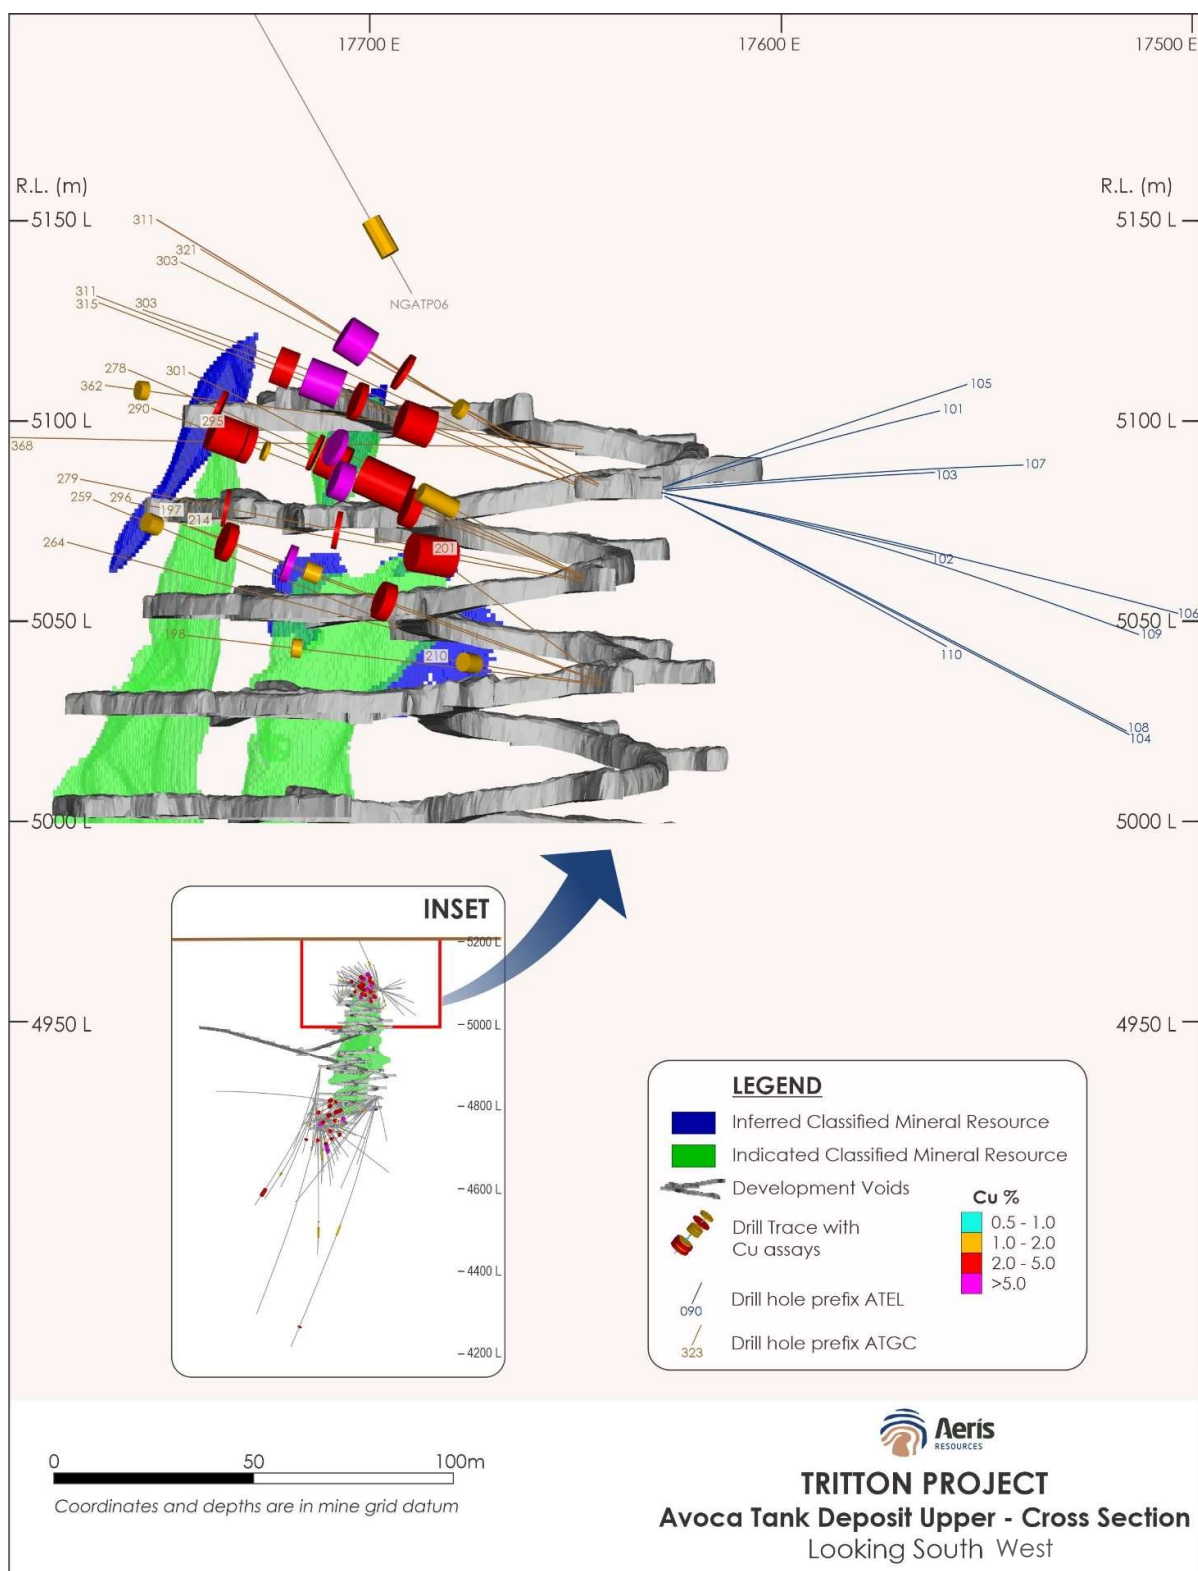 17700 E
17600 E
17500 E
R.L. (m)
R.L. (m)
5150 L
5150 L
311
321
303
NGATP06
311
315
303
278
301
362
290
295
368
279
259
296
197
214
264
201
198
210
105
101
107
103
102
106
109
110
108
104
5100 L
5100 L
5050 L
5050 L
5000 L
5000 L
4950 L
4950 L
INSET
5200 L
5000 L
4800 L
4600 L
4400 L
4200 L
LEGEND
Inferred Classified Mineral Resource
Indicated Classified Mineral Resource
Development Voids
Drill Trace with
Cu assays
Cu %
0.5 - 1.0
1.0 - 2.0
2.0 - 5.0
>5.0
090
Drill hole prefix ATEL
323
Drill hole prefix ATGC
0 50 100m
Coordinates and depths are in mine grid datum
Aeris
RESOURCES
TRITTON PROJECT
Avoca Tank Deposit Upper - Cross Section
Looking South West